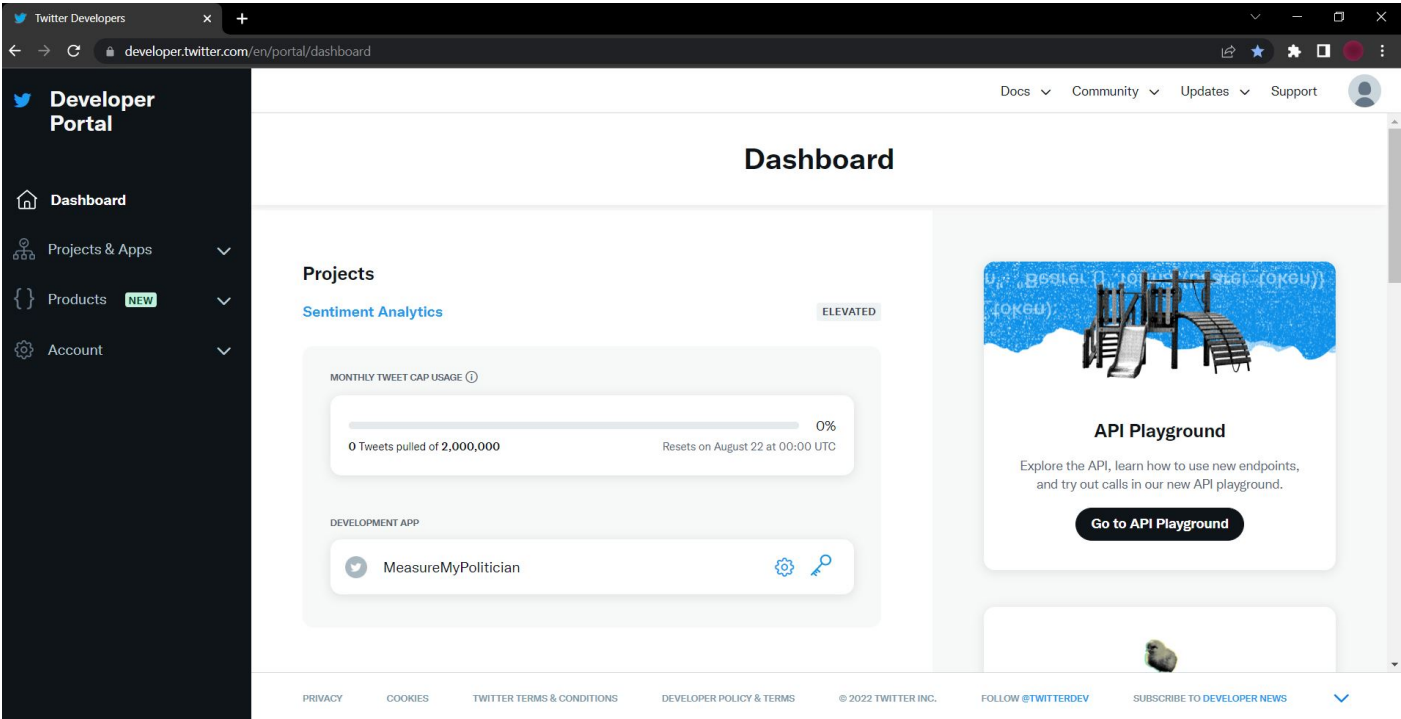 Twitter Developers
developer.twitter.com/en/portal/dashboard
Developer
Portal
Docs Community Updates Support
Dashboard
Dashboard
Projects & Apps
Products NEW
Account
Projects
Sentiment Analytics ELEVATED
MONTHLY TWEET CAP USAGE
0%
0 Tweets pulled of 2,000,000 Resets on August 22 at 00:00 UTC
DEVELOPMENT APP
MeasureMyPolitician
API Playground
Explore the API, learn how to use new endpoints,
and try out calls in our new API playground.
Go to API Playground
PRIVACY COOKIES TWITTER TERMS & CONDITIONS DEVELOPER POLICY & TERMS © 2022 TWITTER INC. FOLLOW @TWITTERDEV SUBSCRIBE TO DEVELOPER NEWS